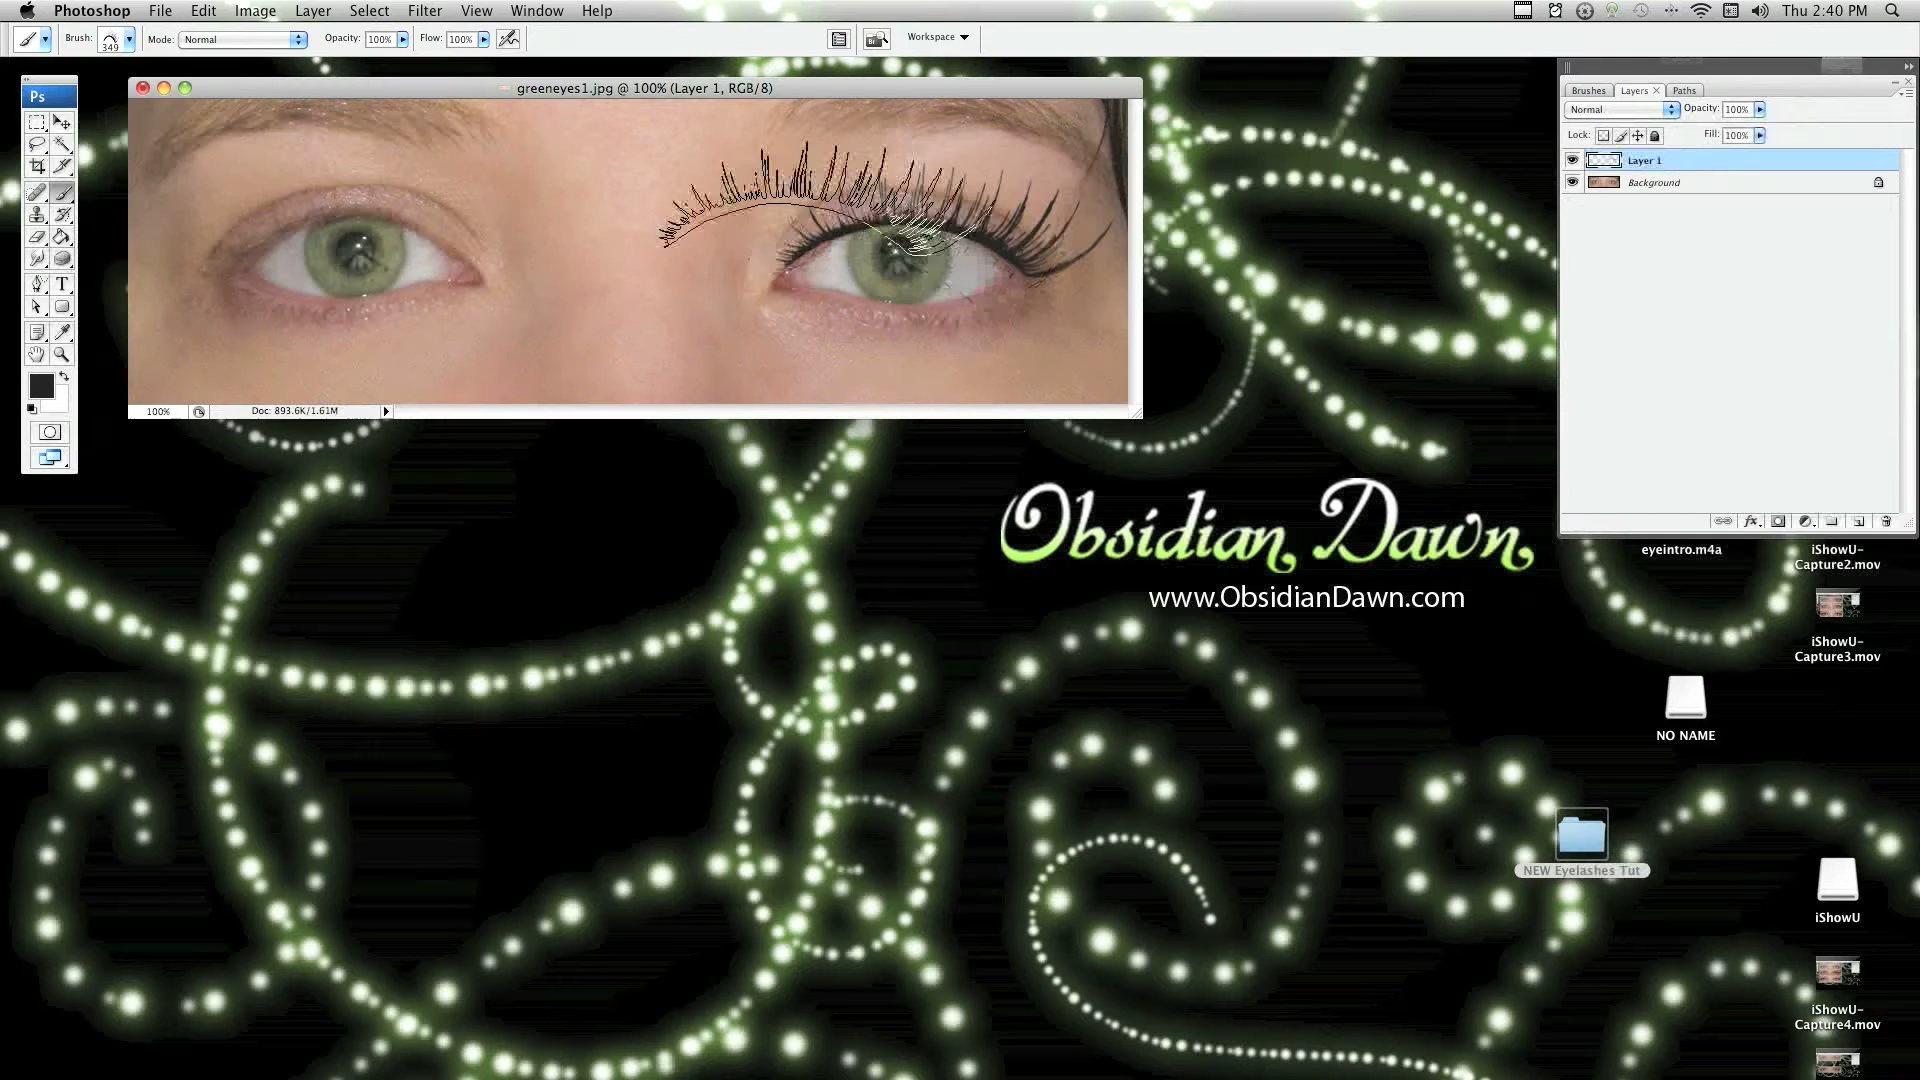 Photoshop File Edit Image Layer Select Filter View Window Help Thu 2:40 PM
Brush: 349 Mode: Normal Opacity: 100% Flow: 100% Workspace
Ps
greeneyes1.jpg @ 100% (Layer 1, RGB/8)
100% Doc: 893.6K/1.61M
Brushes Layers Paths
Normal Opacity: 100%
Lock: Fill: 100%
Layer 1
Background
Obsidian Dawn
www.ObsidianDawn.com
eyeintro.m4a
iShowU-
Capture2.mov
iShowU-
Capture3.mov
NO NAME
NEW Eyelashes Tut
iShowU
iShowU-
Capture4.mov